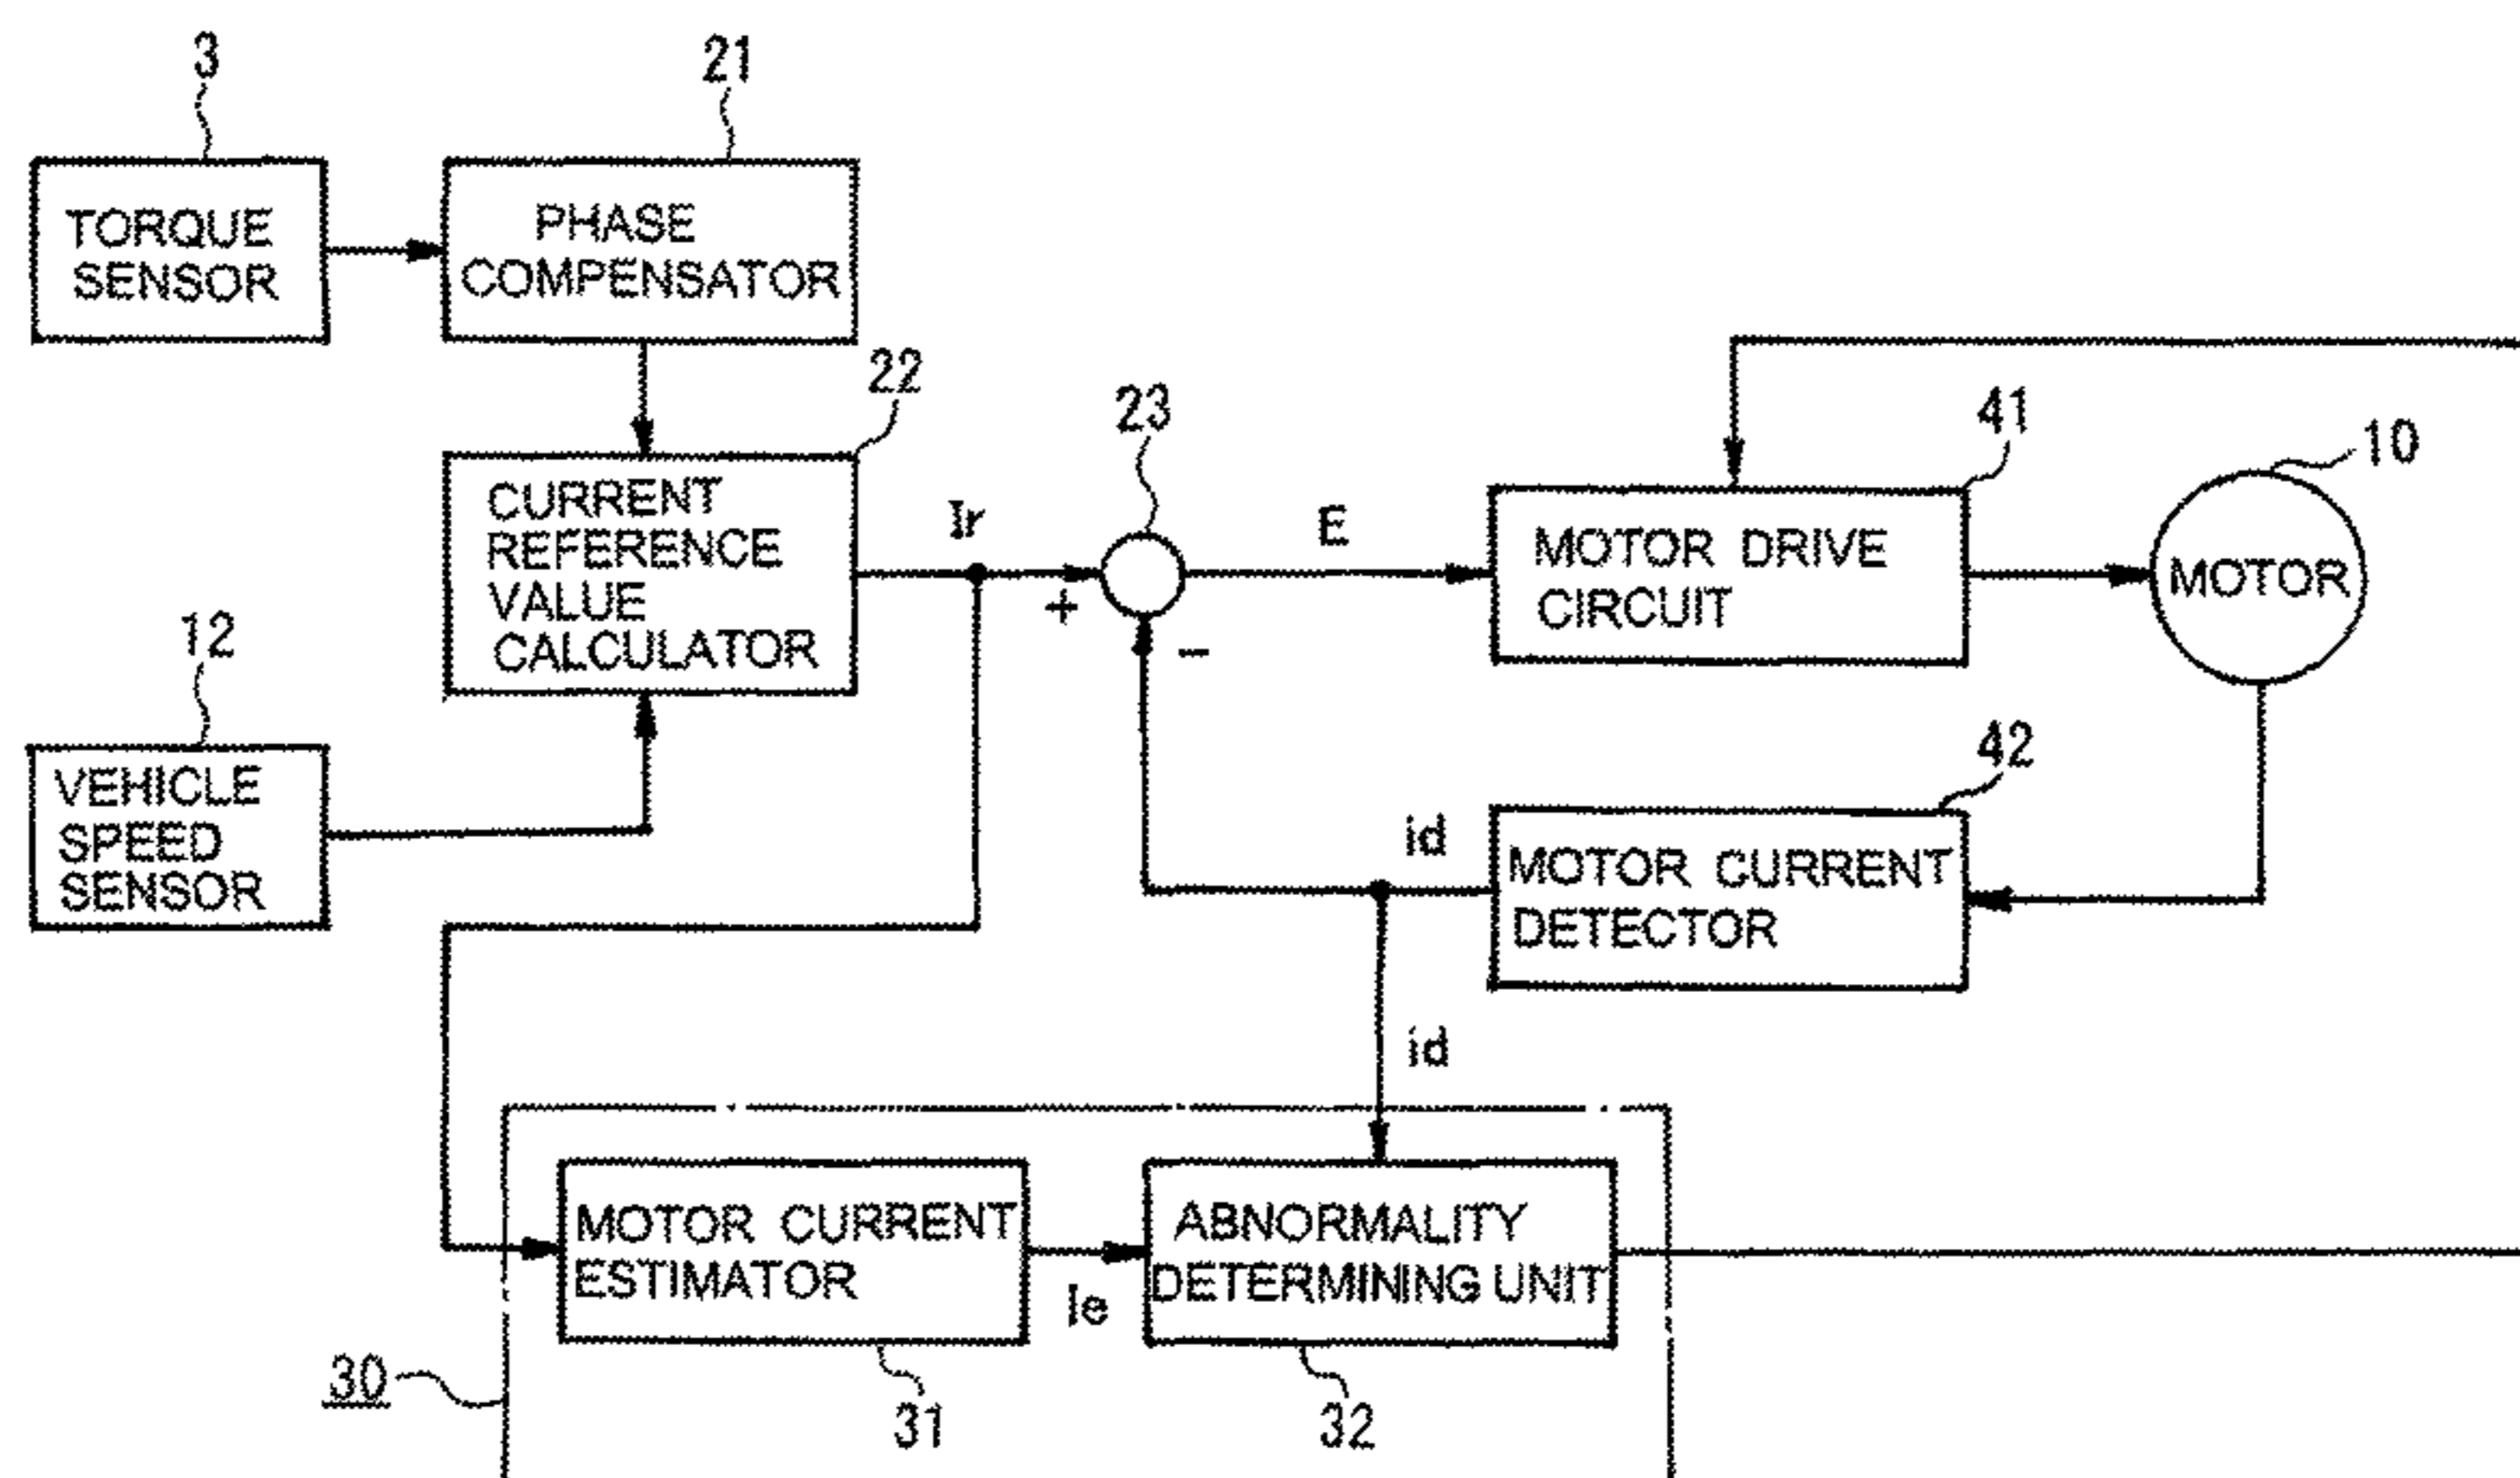 3
21
TORQUE
SENSOR
PHASE
COMPENSATOR
22
23
41
10
CURRENT
REFERENCE
VALUE
CALCULATOR
Ir
+
-
E
MOTOR DRIVE
CIRCUIT
MOTOR
12
VEHICLE
SPEED
SENSOR
42
id
MOTOR CURRENT
DETECTOR
id
MOTOR CURRENT
ESTIMATOR
Ie
ABNORMALITY
DETERMINING UNIT
30
31
32